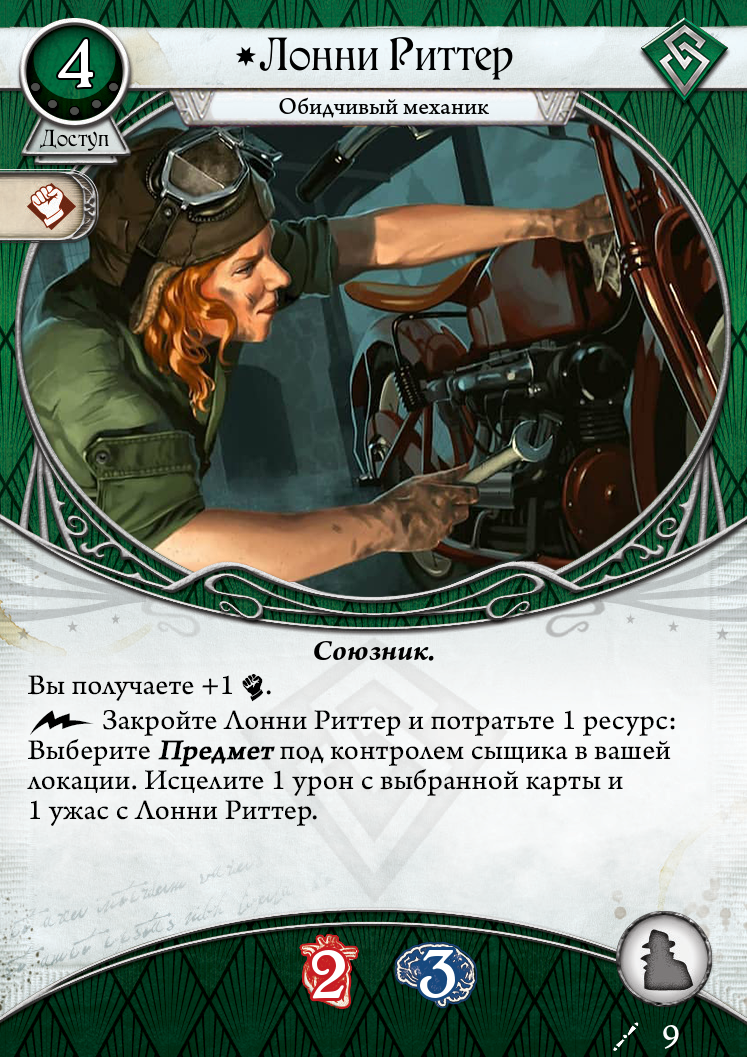 4
Доступ
Лонни Риттер
Обидчивый механик
Союзник.
Вы получаете +1 .
Закройте Лонни Риттер и потратьте 1 ресурс:
Выберите Предмет под контролем сыщика в вашей
локации. Исцелите 1 урон с выбранной карты и
1 ужас с Лонни Риттер.
2
3
9